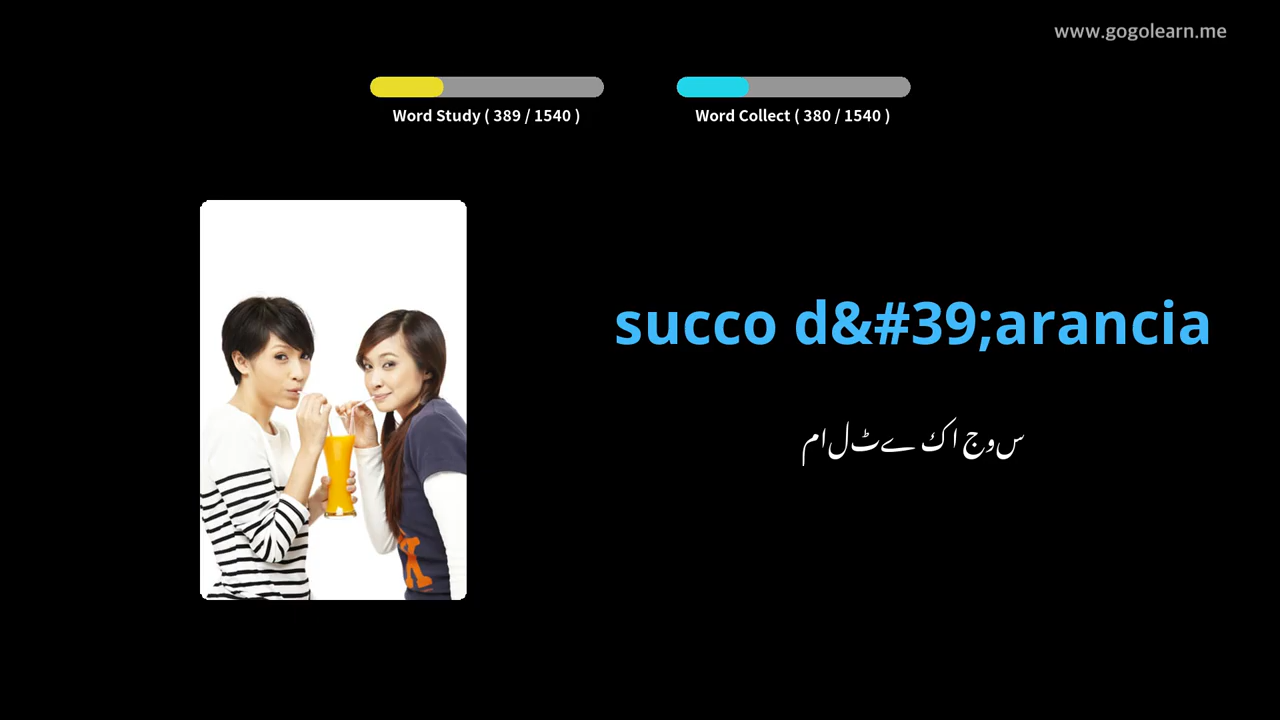 www.gogolearn.me
Word Study ( 389 / 1540 )
Word Collect ( 380 / 1540 )
succo d&#39;arancia
مالٹے کا جوس